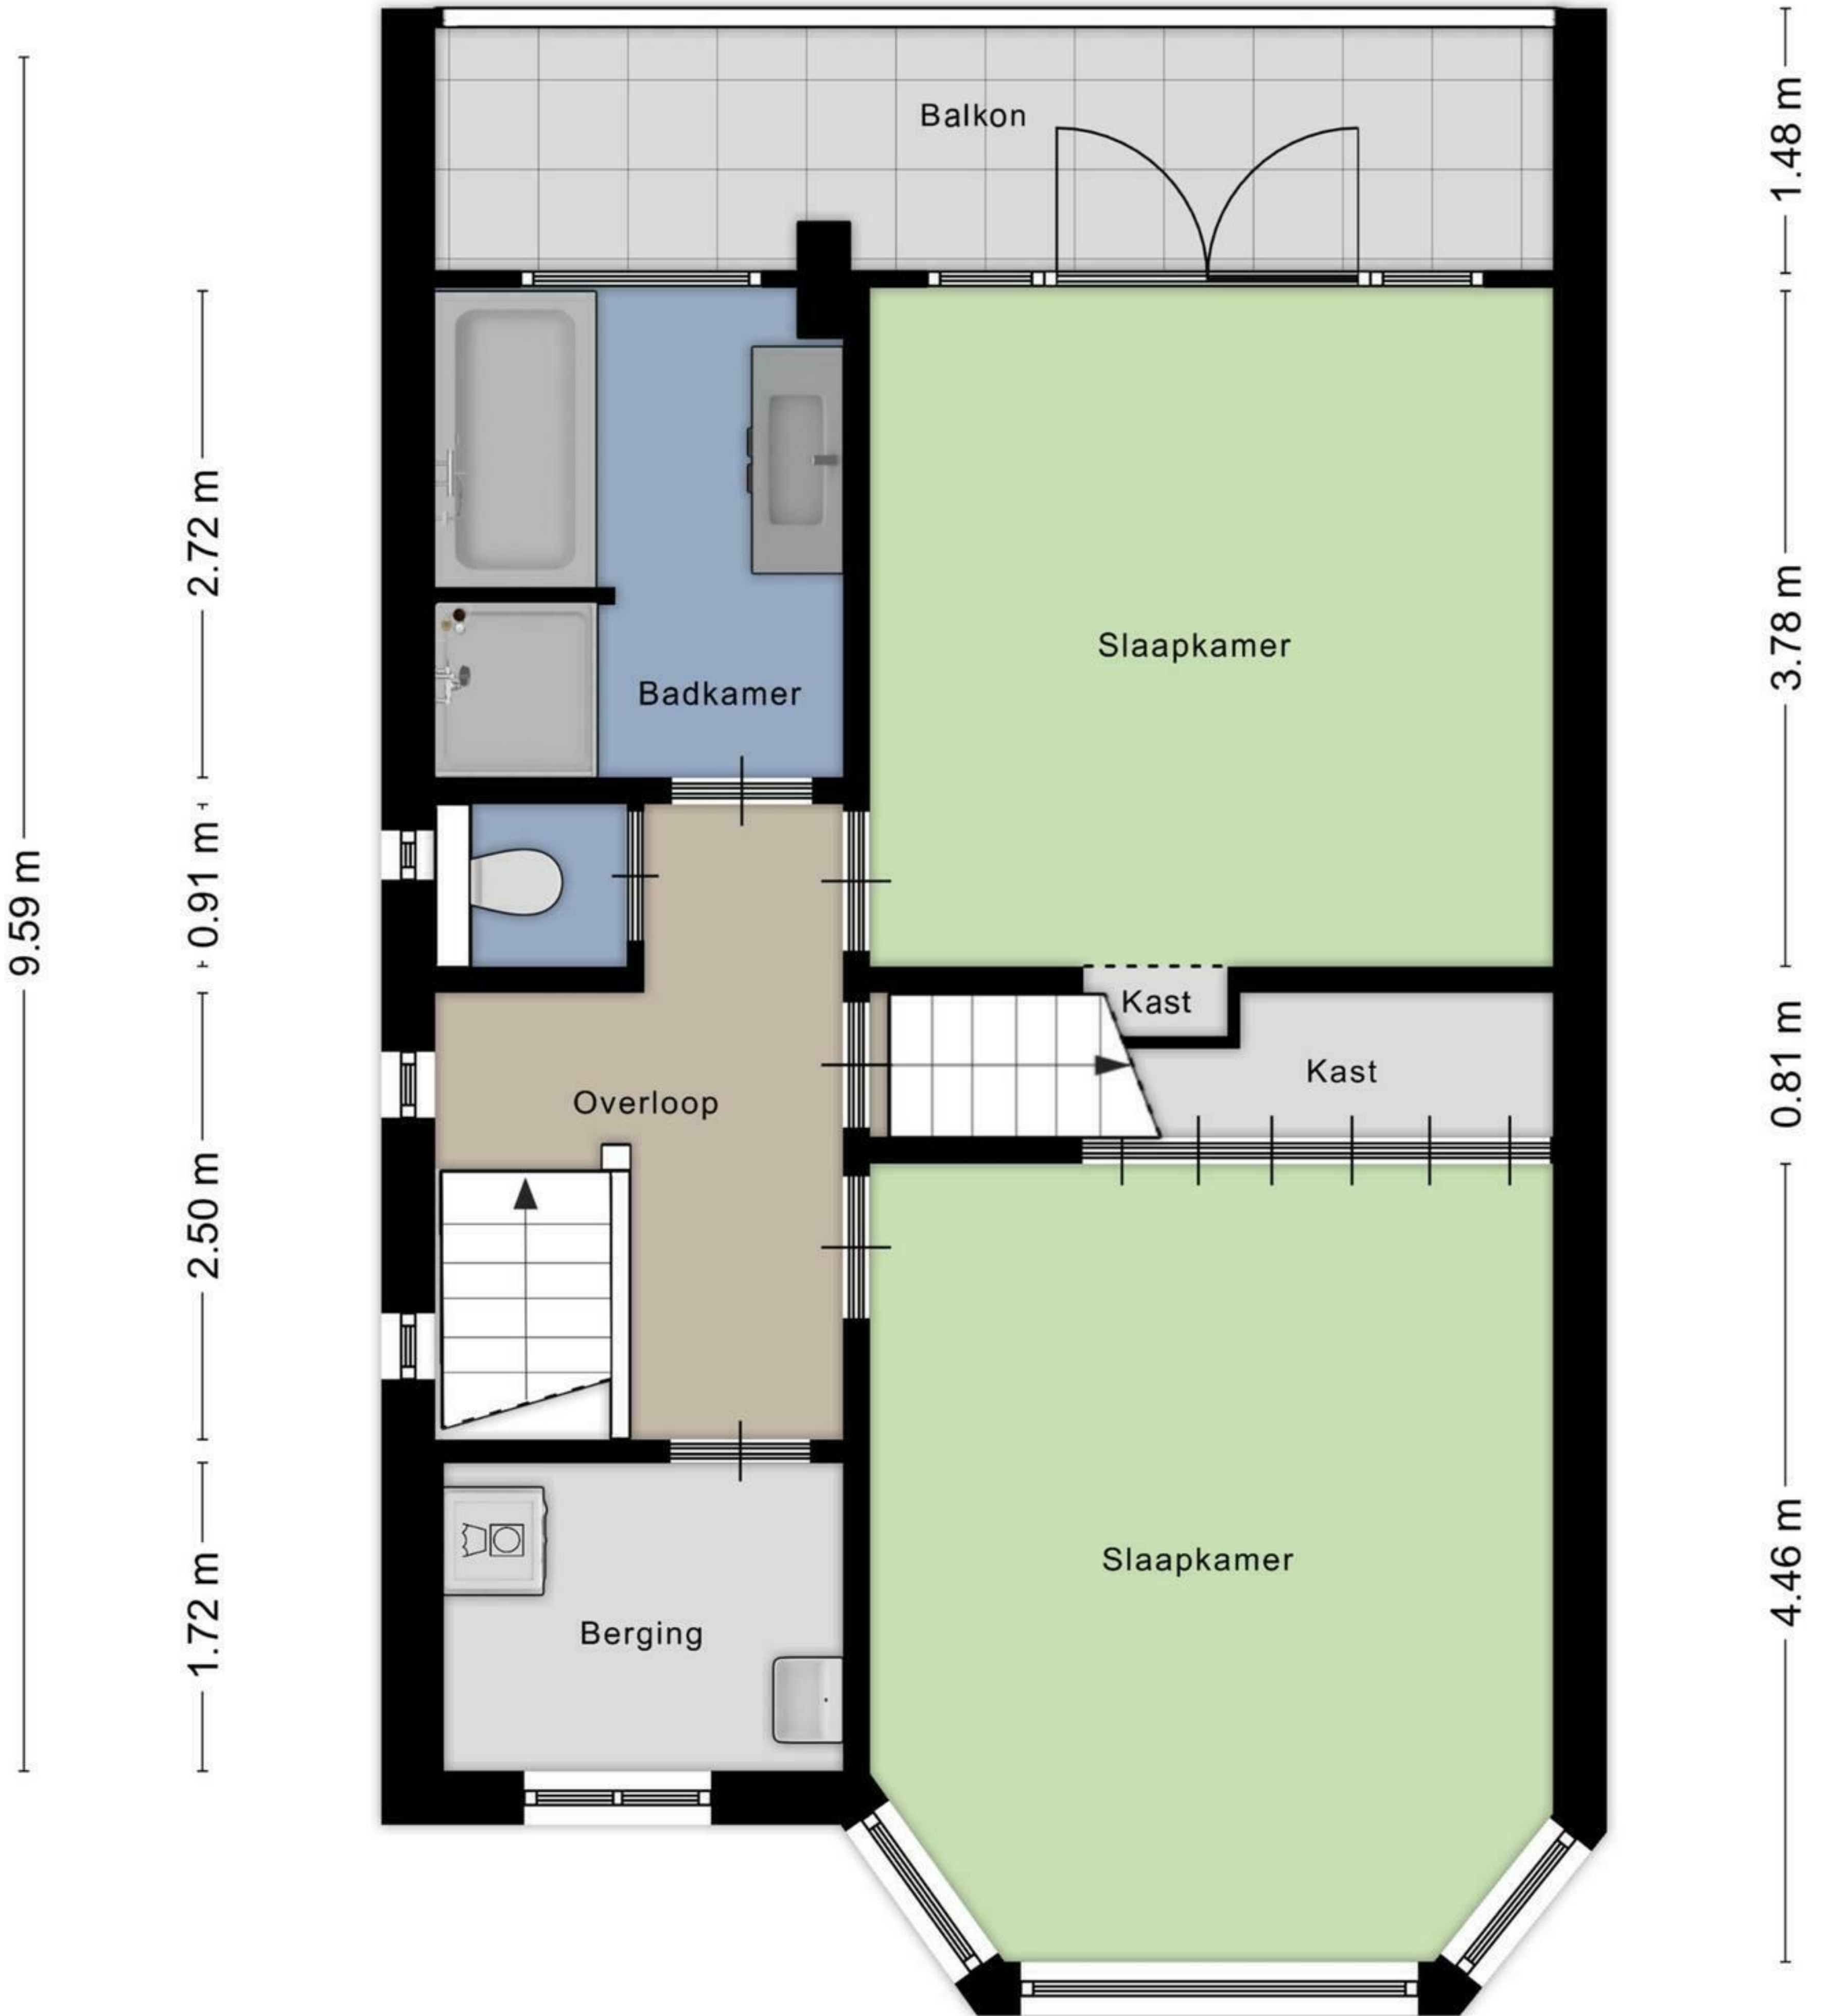 Balkon
1.48 m
2.72 m
3.78 m
Slaapkamer
Badkamer
9.59 m
0.91 m
Kast
Kast
0.81 m
Overloop
2.50 m
Slaapkamer
4.46 m
1.72 m
Berging